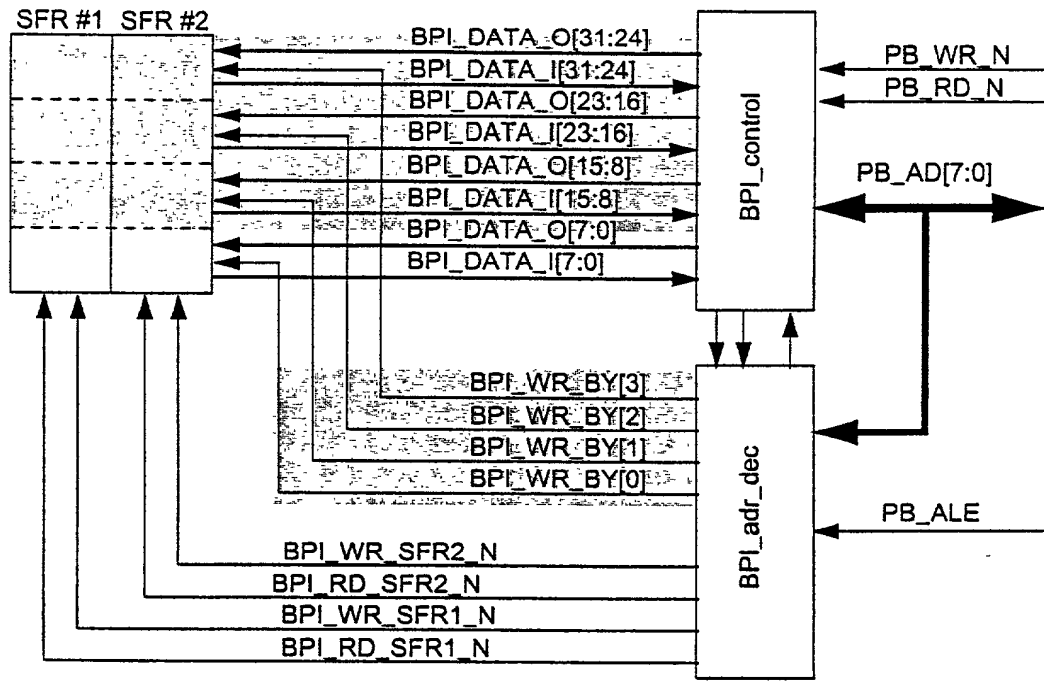 SFR #1 SFR #2
BPI_DATA_O[31:24]
BPI_DATA_I[31:24]
BPI_DATA_O[23:16]
BPI_DATA_I[23:16]
BPI_DATA_O[15:8]
BPI_DATA_I[15:8]
BPI_DATA_O[7:0]
BPI_DATA_I[7:0]
BPI_control
PB_WR_N
PB_RD_N
PB_AD[7:0]
BPI_WR_BY[3]
BPI_WR_BY[2]
BPI_WR_BY[1]
BPI_WR_BY[0]
BPI_adr_dec
PB_ALE
BPI_WR_SFR2_N
BPI_RD_SFR2_N
BPI_WR_SFR1_N
BPI_RD_SFR1_N